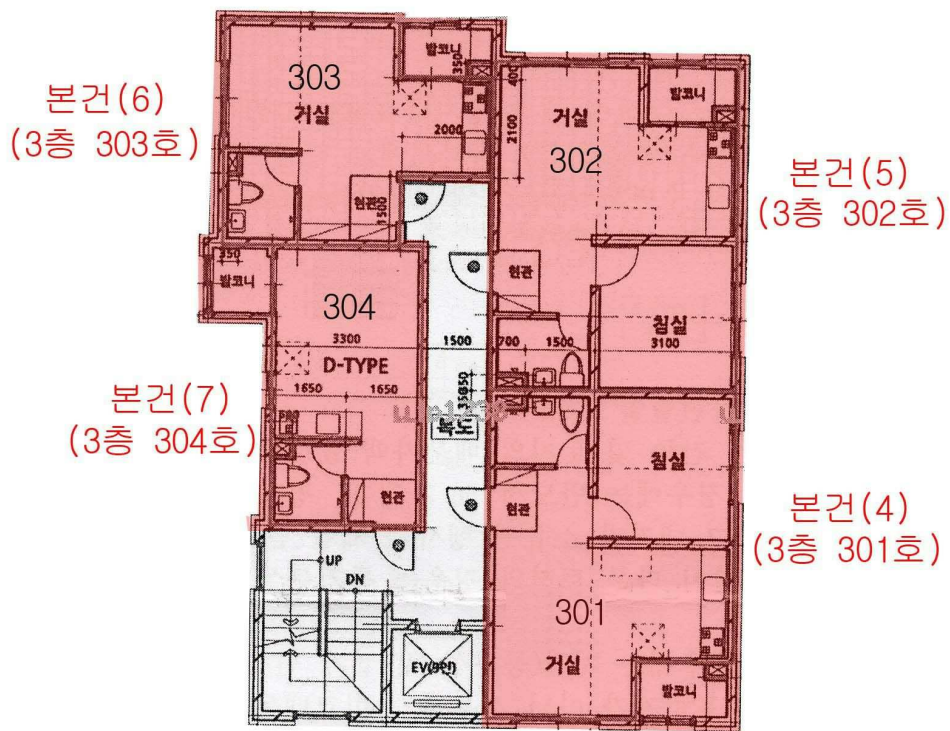 본건(6)
(3층 303호)
303
거실
발코니
350
2000
현관
1500
400
2100
거실
302
발코니
본건(5)
(3층 302호)
현관
침실
700
1500
3100
350
발코니
304
3300
D-TYPE
1650
1650
현관
1500
350
복도
본건(7)
(3층 304호)
침실
현관
본건(4)
(3층 301호)
301
거실
발코니
UP
DN